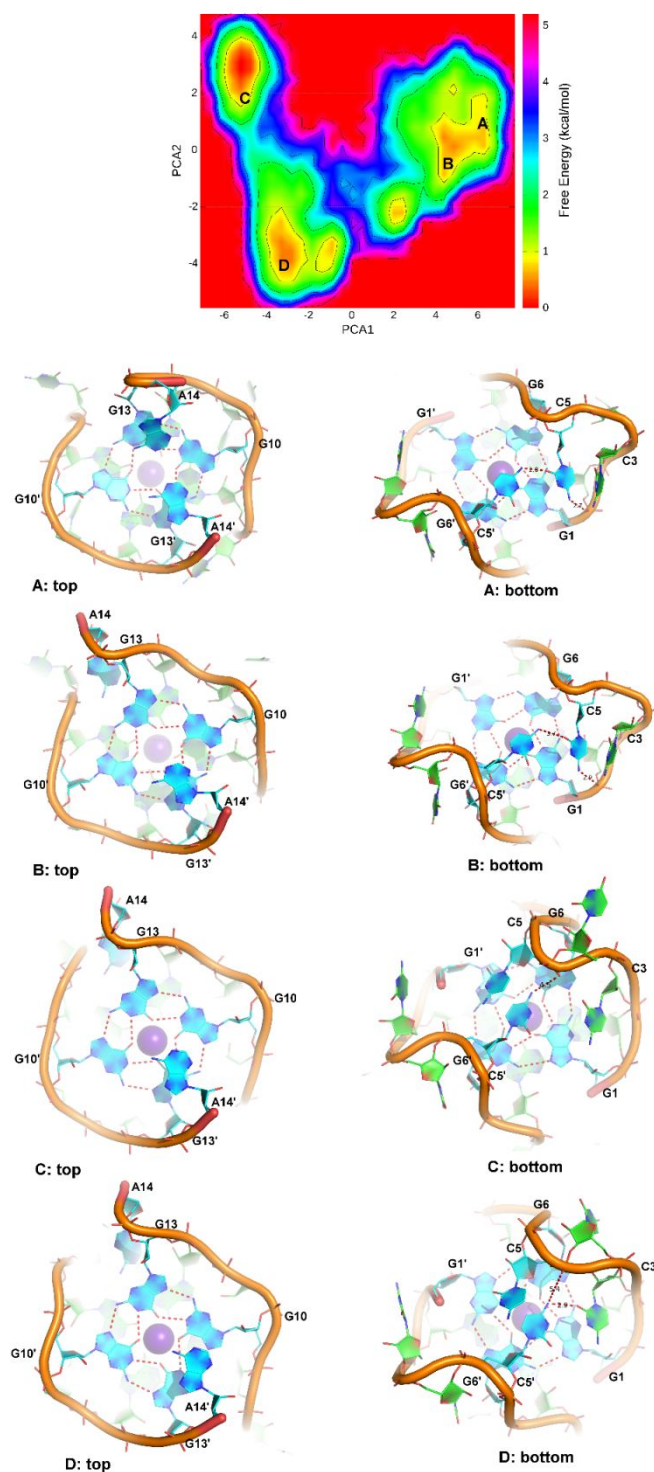 4
2
0
-2
-4
PCA2
C
A
B
D
-6 -4 -2 0 2 4 6
PCA1
5
4
3
2
1
0
Free Energy (kcal/mol)
A14
G13
G10
G10'
G13'
A14'
A: top
G6
C5
G1'
C3
2.8
G6'
C5'
G1
A: bottom
A14
G13
G10
G10'
A14'
G13'
B: top
G6
G1'
C5
C3
G6'
C5'
G1
B: bottom
A14
G13
G10
G10'
A14'
G13'
C: top
C5
G6
G1'
C3
G6'
C5'
G1
C: bottom
A14
G13
G10
G10'
A14'
G13'
D: top
G6
C5
C3
G1'
3.9
G1
C5'
G6'
D: bottom